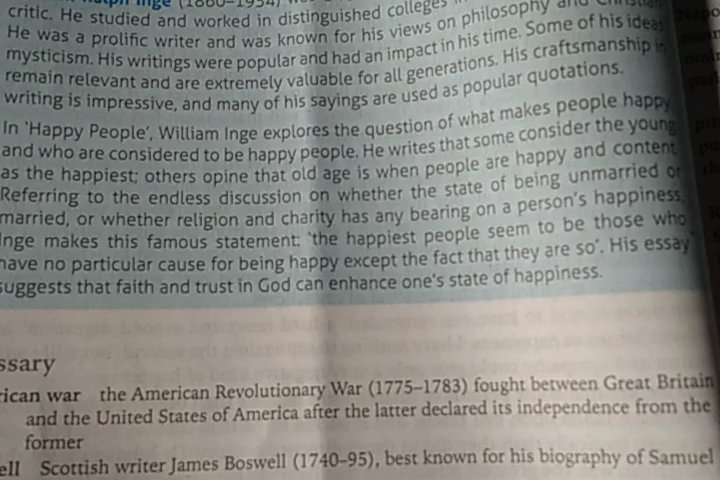 Ralph Inge (1860–1954)
critic. He studied and worked in distinguished colleges
He was a prolific writer and was known for his views on philosophy and Christian
mysticism. His writings were popular and had an impact in his time. Some of his ideas
remain relevant and are extremely valuable for all generations. His craftsmanship in
writing is impressive, and many of his sayings are used as popular quotations.
In 'Happy People', William Inge explores the question of what makes people happy
and who are considered to be happy people. He writes that some consider the young
as the happiest; others opine that old age is when people are happy and content.
Referring to the endless discussion on whether the state of being unmarried or
married, or whether religion and charity has any bearing on a person's happiness,
Inge makes this famous statement: 'the happiest people seem to be those who
have no particular cause for being happy except the fact that they are so'. His essay
suggests that faith and trust in God can enhance one's state of happiness.
ssary
rican war the American Revolutionary War (1775–1783) fought between Great Britain
and the United States of America after the latter declared its independence from the
former
ell Scottish writer James Boswell (1740–95), best known for his biography of Samuel